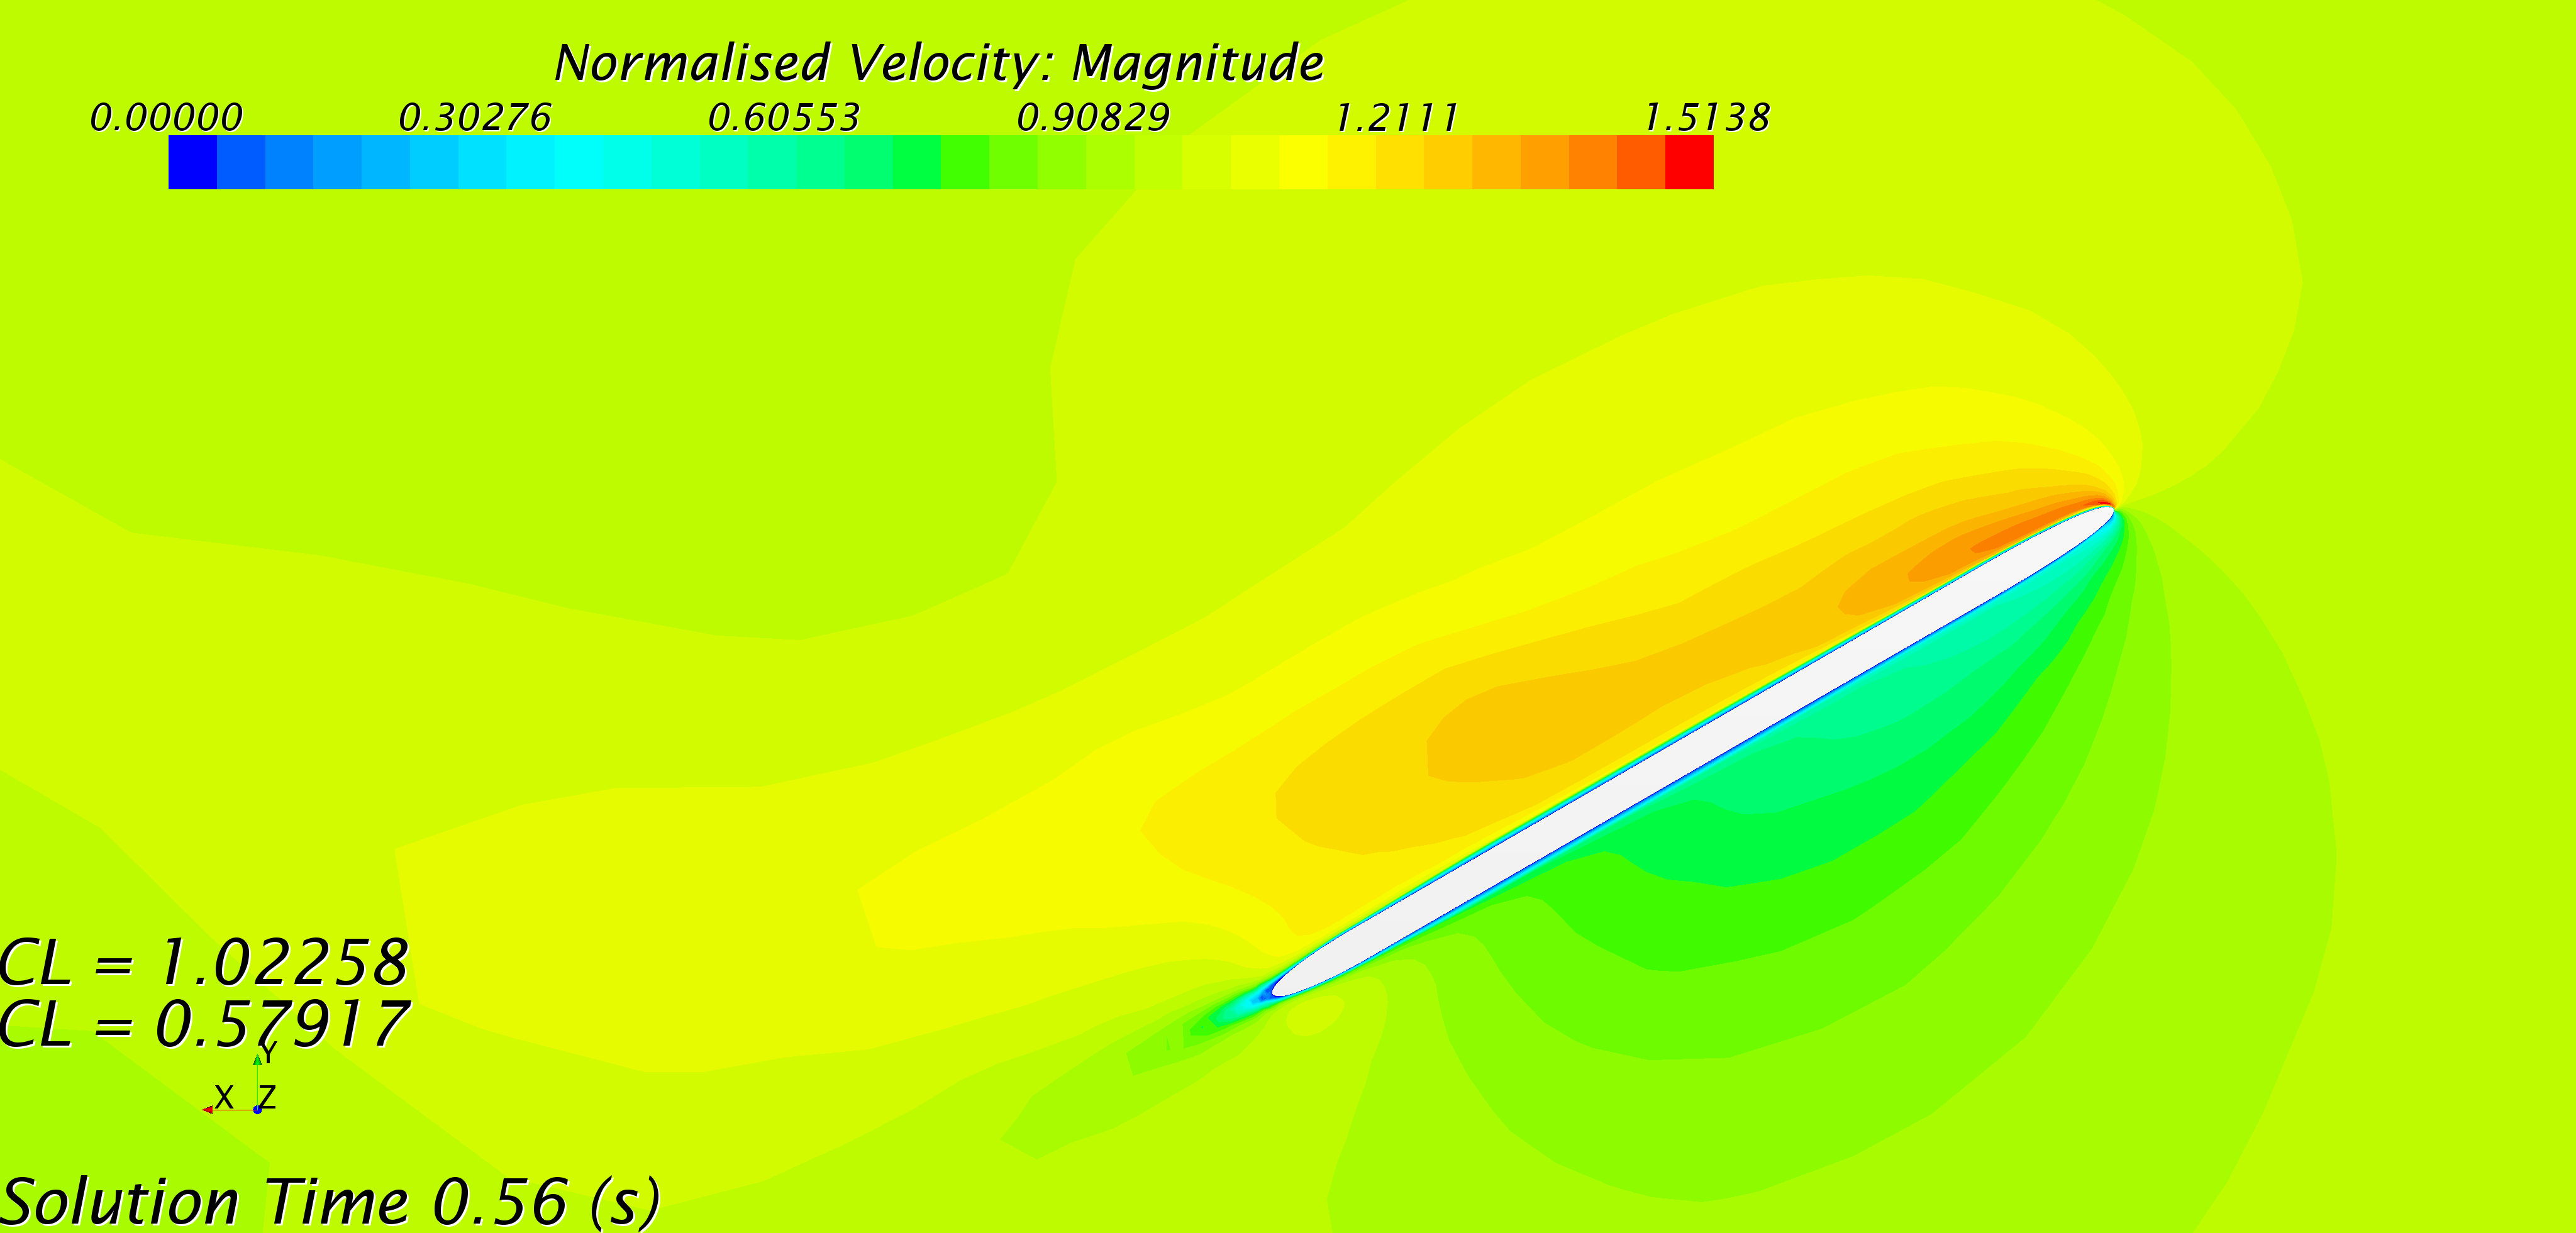 Normalised Velocity: Magnitude
0.00000 0.30276 0.60553 0.90829 1.2111 1.5138
CL = 1.02258
CL = 0.57917
Y
X Z
Solution Time 0.56 (s)